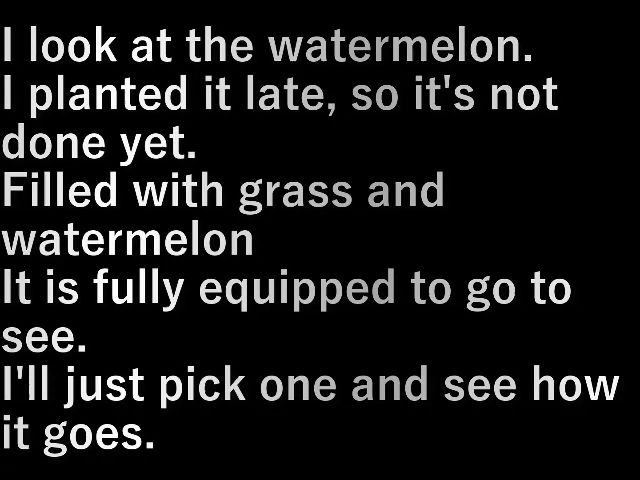 I look at the watermelon.
I planted it late, so it's not
done yet.
Filled with grass and
watermelon
It is fully equipped to go to
see.
I'll just pick one and see how
it goes.